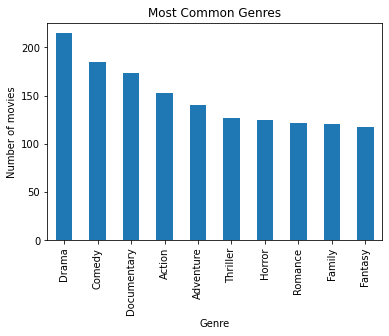 Most Common Genres
Number of movies
200
150
100
50
0
Drama
Comedy
Documentary
Action
Adventure
Thriller
Horror
Romance
Family
Fantasy
Genre